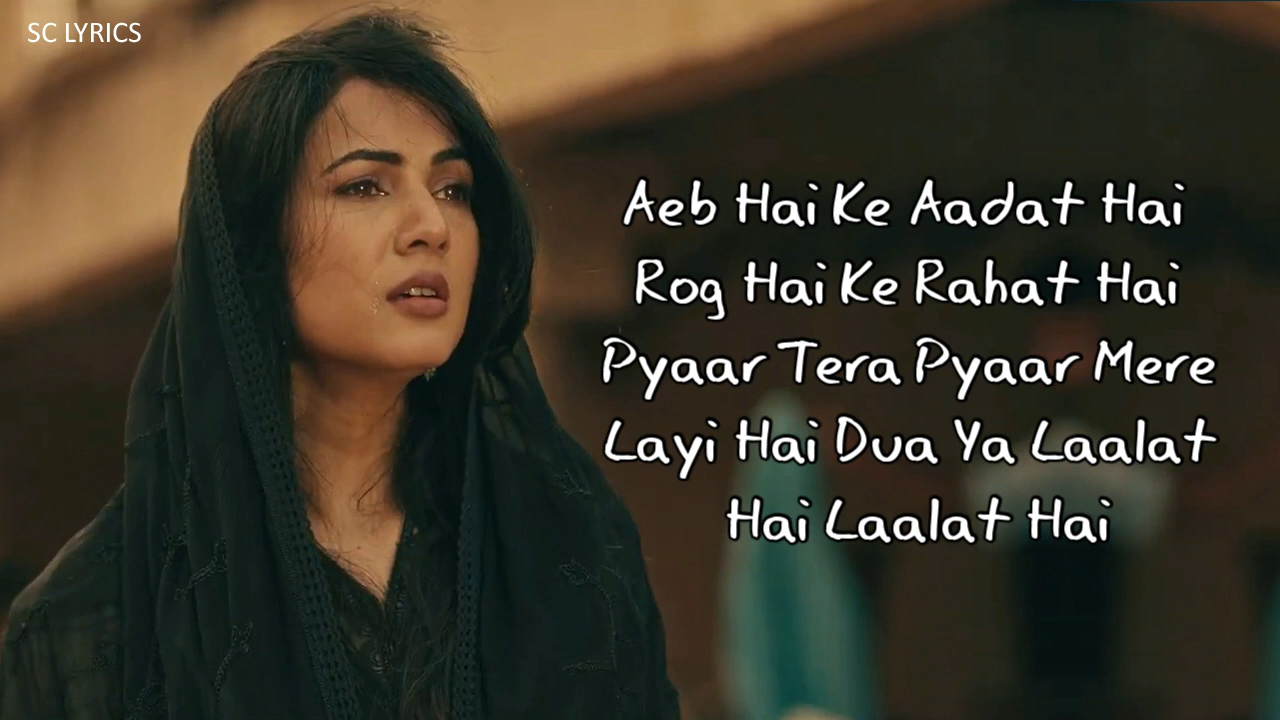 SC LYRICS
Aeb Hai Ke Aadat Hai
Rog Hai Ke Rahat Hai
Pyaar Tera Pyaar Mere
Layi Hai Dua Ya Laalat
Hai Laalat Hai